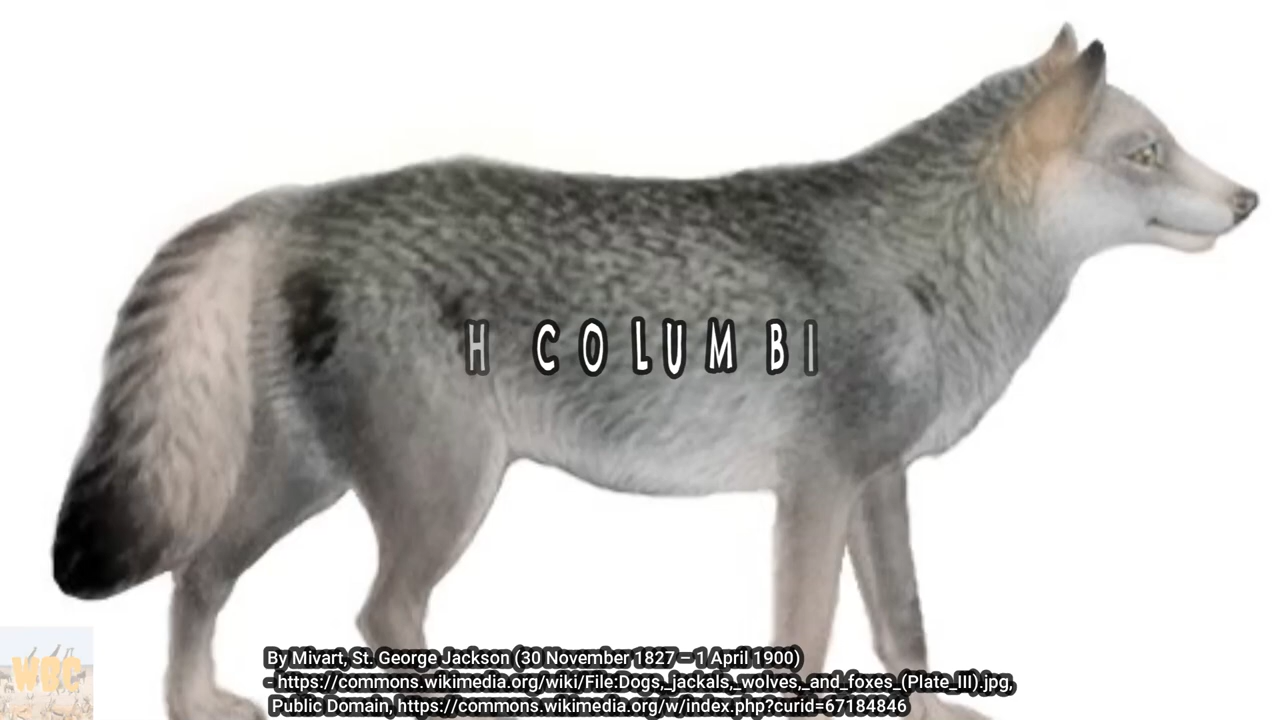 H COLUMBI
By Mivart, St. George Jackson (30 November 1827 – 1 April 1900)
- https://commons.wikimedia.org/wiki/File:Dogs,_jackals,_wolves,_and_foxes_(Plate_III).jpg,
Public Domain, https://commons.wikimedia.org/w/index.php?curid=67184846
WBC